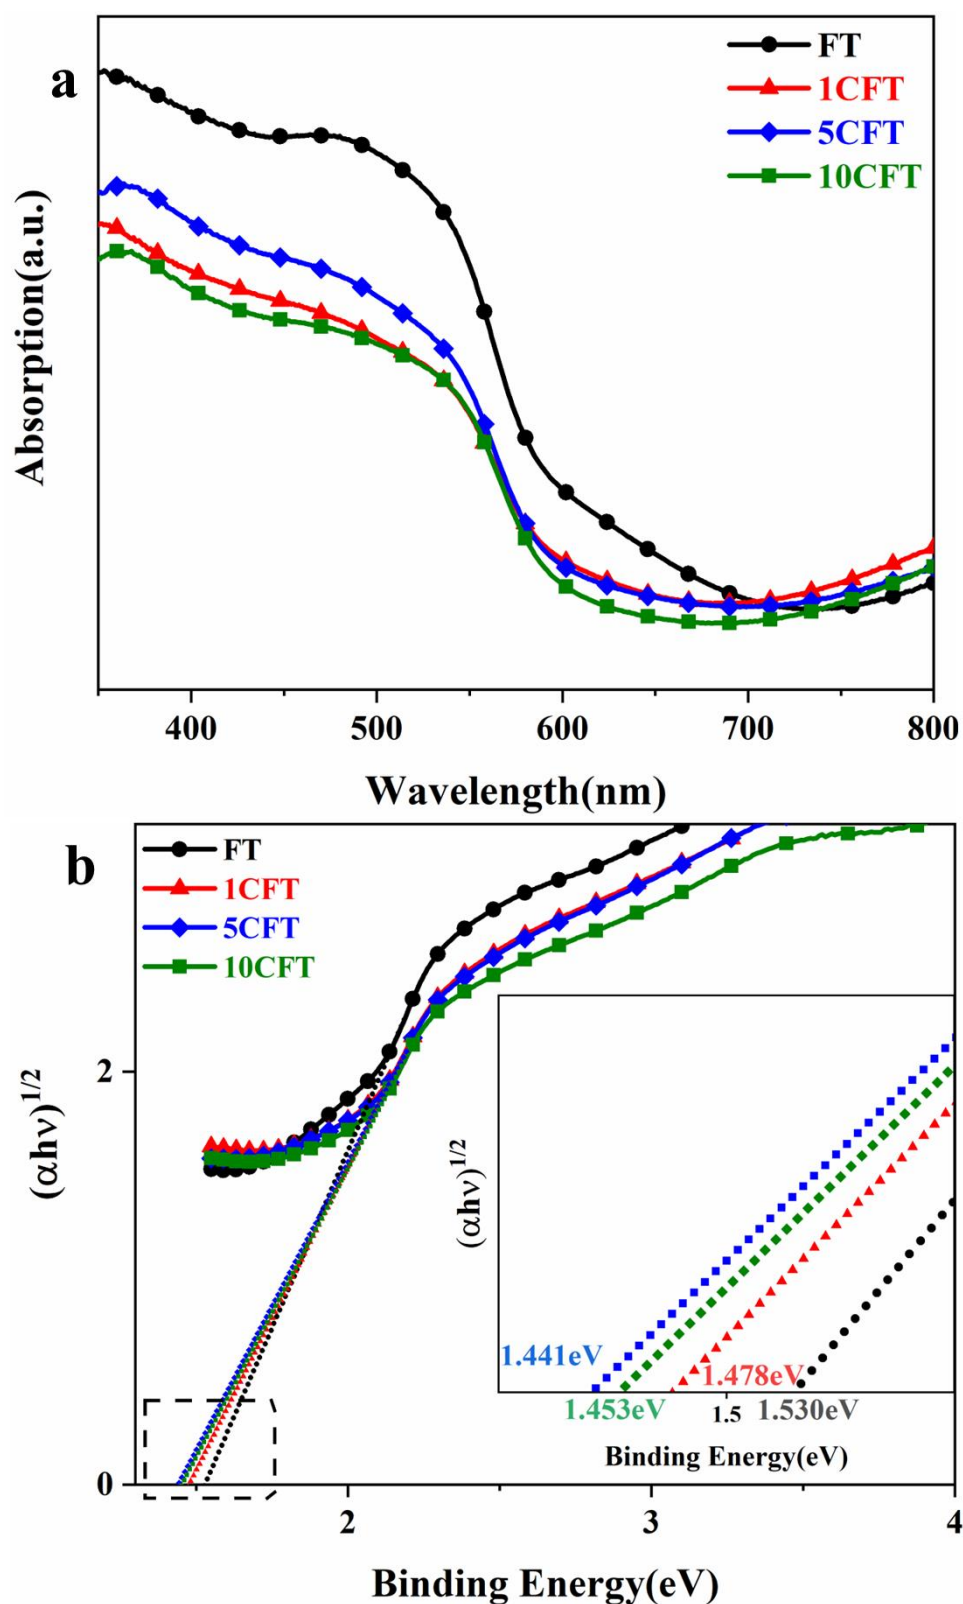 a
FT
1CFT
5CFT
10CFT
Absorption(a.u.)
400 500 600 700 800
Wavelength(nm)
b
FT
1CFT
5CFT
10CFT
(αhν)1/2
2
0
(αhν)1/2
1.441eV
1.478eV
1.453eV 1.5 1.530eV
Binding Energy(eV)
2 3 4
Binding Energy(eV)